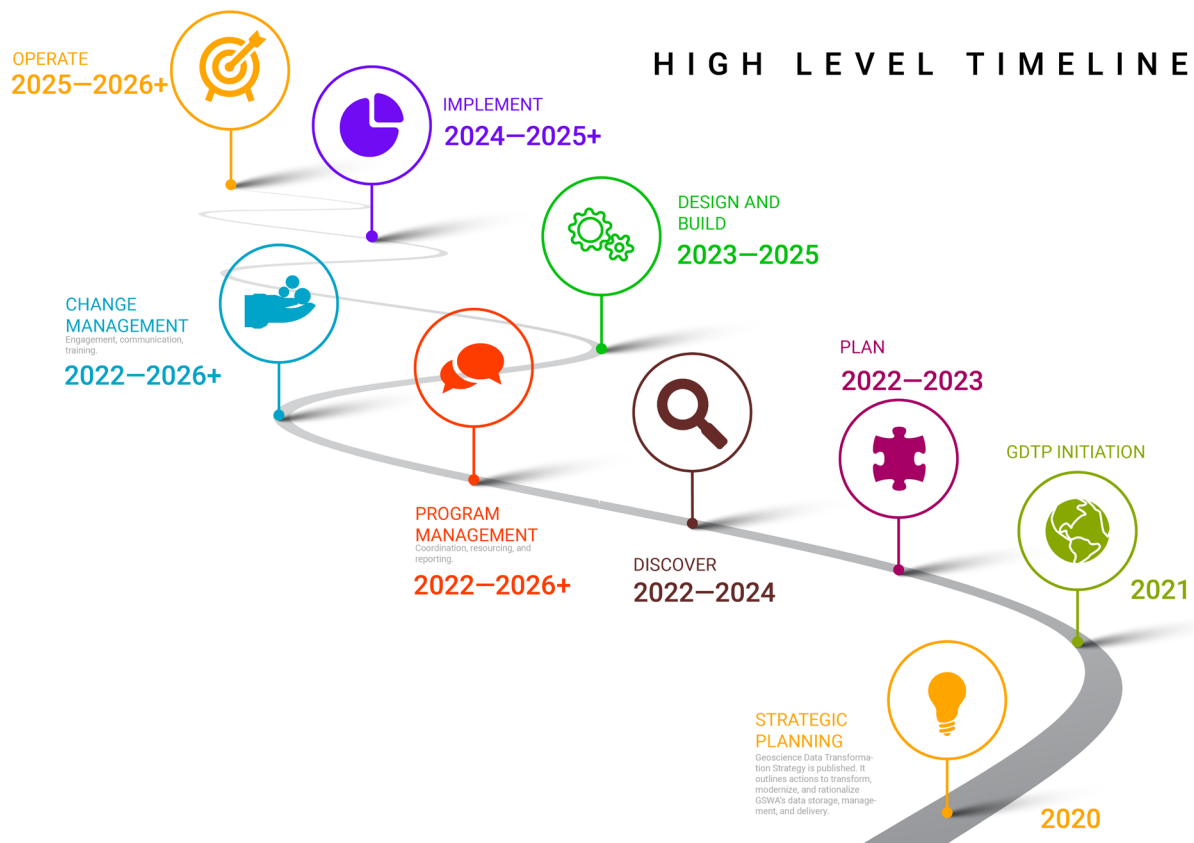 HIGH LEVEL TIMELINE
OPERATE
2025—2026+
IMPLEMENT
2024—2025+
DESIGN AND
BUILD
2023—2025
CHANGE
MANAGEMENT
Engagement, communication,
training.
2022—2026+
PROGRAM
MANAGEMENT
Coordination, resourcing, and
reporting.
2022—2026+
DISCOVER
2022—2024
PLAN
2022—2023
GDTP INITIATION
2021
STRATEGIC
PLANNING
Geoscience Data Transforma-
tion Strategy is published. It
outlines actions to transform,
modernize, and rationalize
GSWA's data storage, manage-
ment, and delivery.
2020